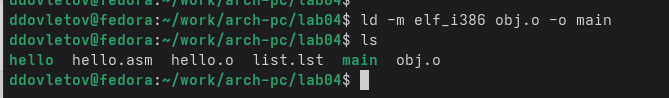 ddovletov@fedora:~/work/arch-pc/lab04$ ld -m elf_i386 obj.o -o main
ddovletov@fedora:~/work/arch-pc/lab04$ ls
hello  hello.asm  hello.o  list.lst  main  obj.o
ddovletov@fedora:~/work/arch-pc/lab04$